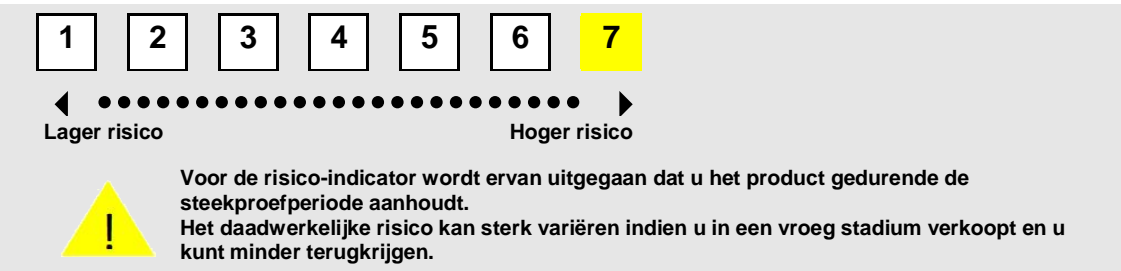 1 2 3 4 5 6 7
Lager risico Hoger risico
Voor de risico-indicator wordt ervan uitgegaan dat u het product gedurende de
steekproefperiode aanhoudt.
Het daadwerkelijke risico kan sterk variëren indien u in een vroeg stadium verkoopt en u
kunt minder terugkrijgen.
!